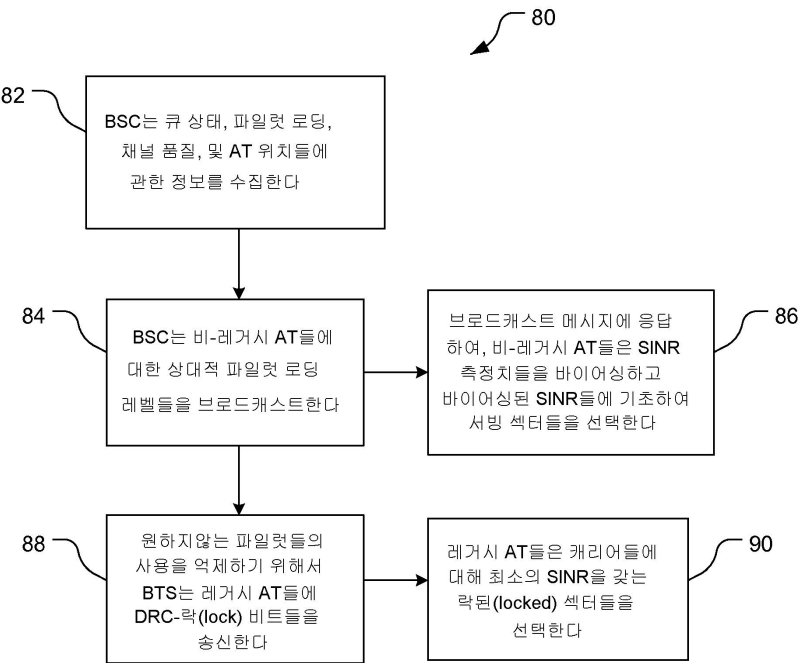 80
82
BSC는 큐 상태, 파일럿 로딩,
채널 품질, 및 AT 위치들에
관한 정보를 수집한다
84
BSC는 비-레거시 AT들에
대한 상대적 파일럿 로딩
레벨들을 브로드캐스트한다
86
브로드캐스트 메시지에 응답
하여, 비-레거시 AT들은 SINR
측정치들을 바이어싱하고
바이어싱된 SINR들에 기초하여
서빙 섹터들을 선택한다
88
원하지않는 파일럿들의
사용을 억제하기 위해서
BTS는 레거시 AT들에
DRC-락(lock) 비트들을
송신한다
90
레거시 AT들은 캐리어들에
대해 최소의 SINR을 갖는
락된(locked) 섹터들을
선택한다